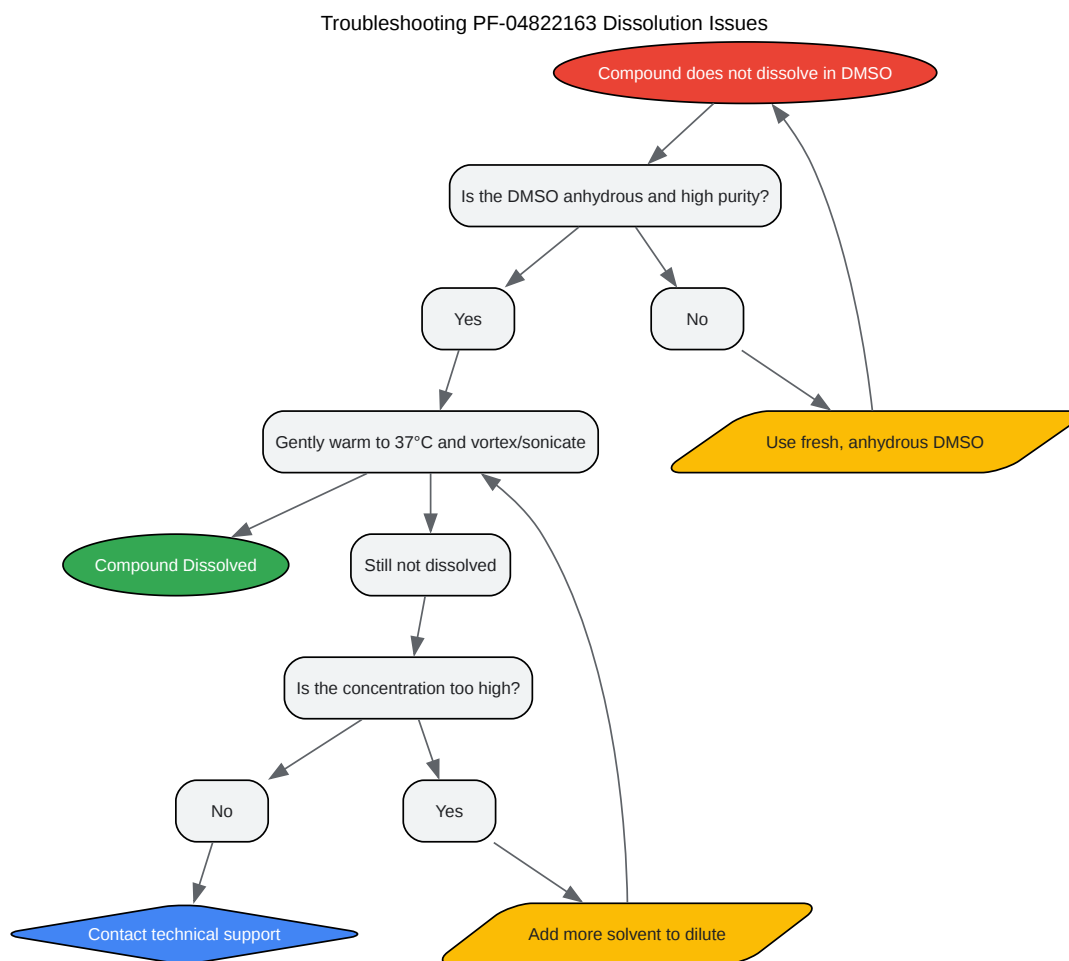 Troubleshooting PF-04822163 Dissolution Issues
Compound does not dissolve in DMSO
Is the DMSO anhydrous and high purity?
Yes
No
Gently warm to 37°C and vortex/sonicate
Use fresh, anhydrous DMSO
Compound Dissolved
Still not dissolved
Is the concentration too high?
No
Yes
Contact technical support
Add more solvent to dilute